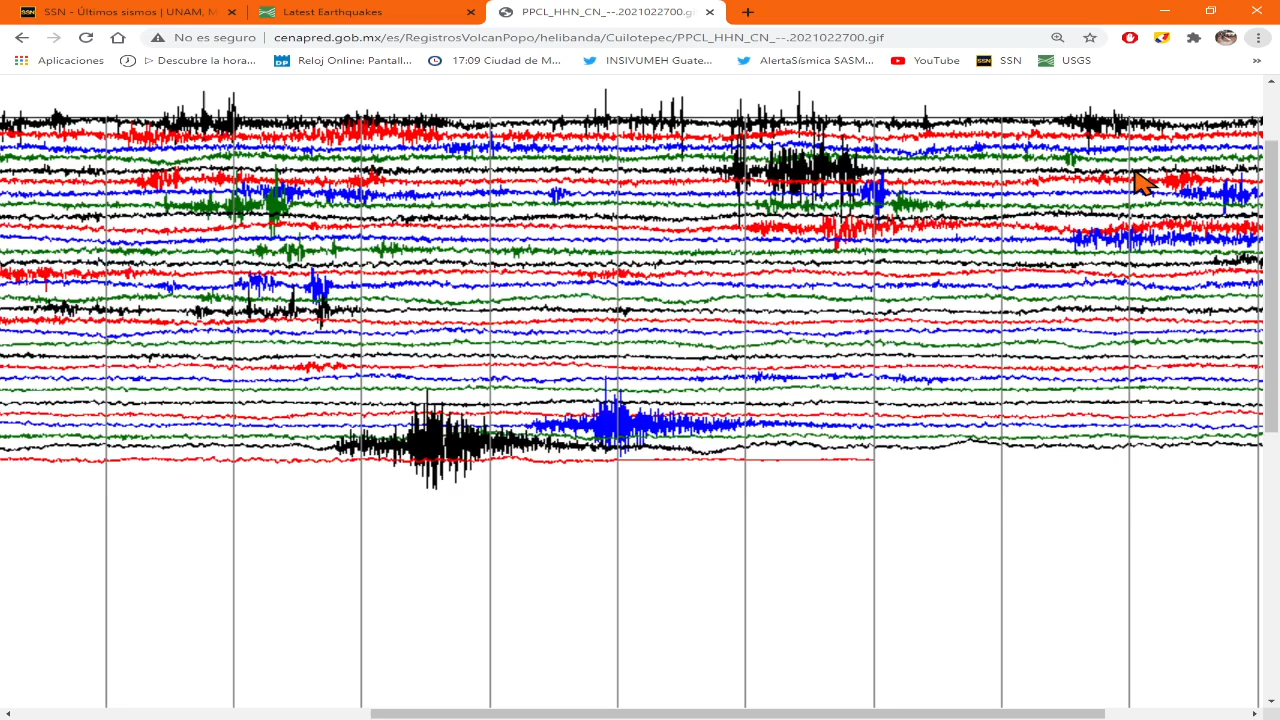 SSN - Últimos sismos | UNAM, M
Latest Earthquakes
PPCL_HHN_CN_--.2021022700.g
No es seguro | cenapred.gob.mx/es/RegistrosVolcanPopo/helibanda/Cuilotepec/PPCL_HHN_CN_--.2021022700.gif
Aplicaciones
▷ Descubre la hora...
DP Reloj Online: Pantall...
17:09 Ciudad de M...
INSIVUMEH Guate...
AlertaSísmica SASM...
YouTube
SSN SSN
USGS
»